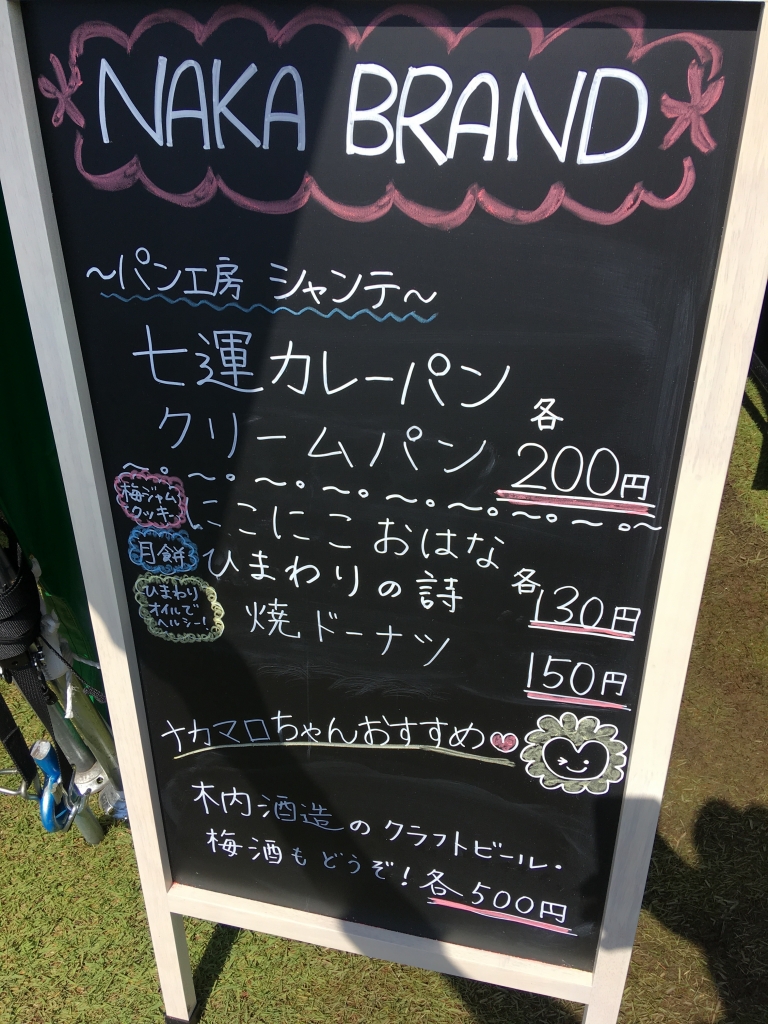 NAKA BRAND
〜パン工房 シャンテ〜
七運カレーパン
クリームパン 各200円
梅ジャムクッキー にこにこおはな
月餅 ひまわりの詩 各130円
ひまわりオイルでヘルシー! 焼ドーナツ 150円
ナカマロちゃんおすすめ
木内酒造のクラフトビール・
梅酒もどうぞ!各500円